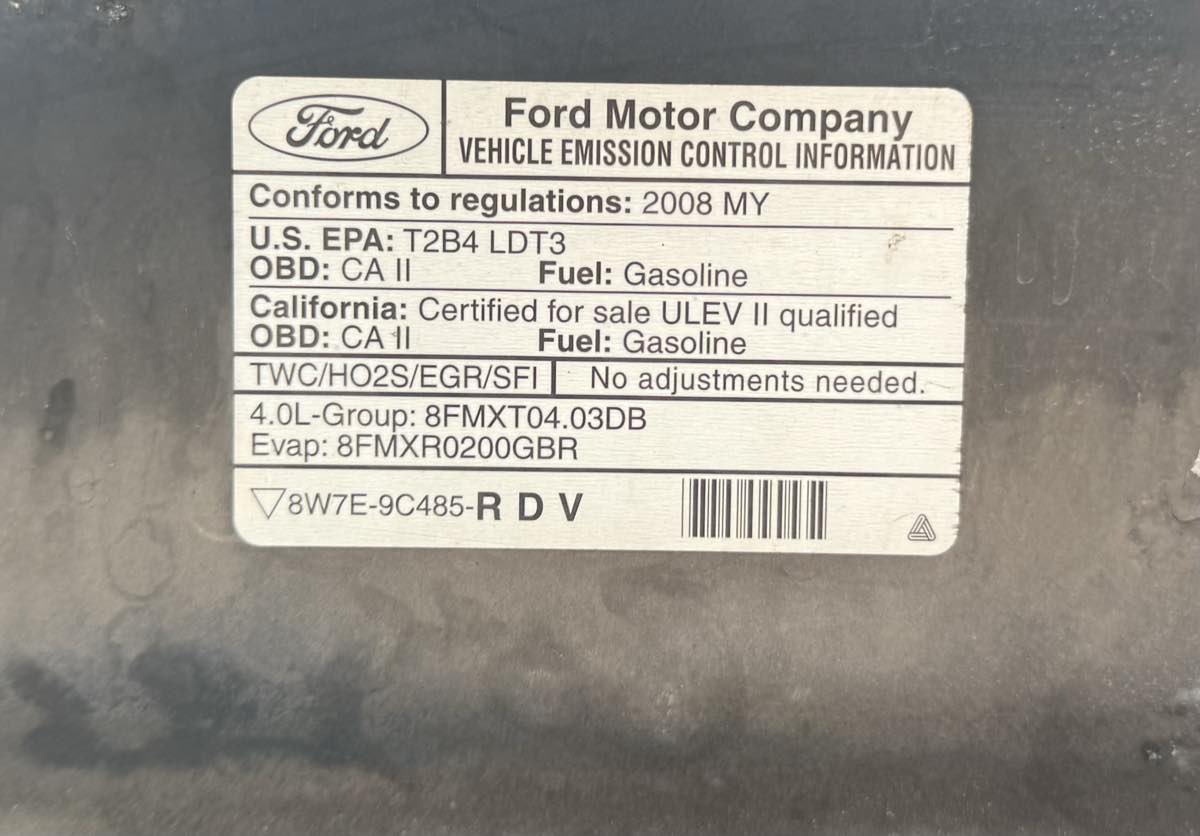 Ford
Ford Motor Company
VEHICLE EMISSION CONTROL INFORMATION
Conforms to regulations: 2008 MY
U.S. EPA: T2B4 LDT3
OBD: CA II Fuel: Gasoline
California: Certified for sale ULEV II qualified
OBD: CA II Fuel: Gasoline
TWC/HO2S/EGR/SFI No adjustments needed.
4.0L-Group: 8FMXT04.03DB
Evap: 8FMXR0200GBR
▽8W7E-9C485-R D V